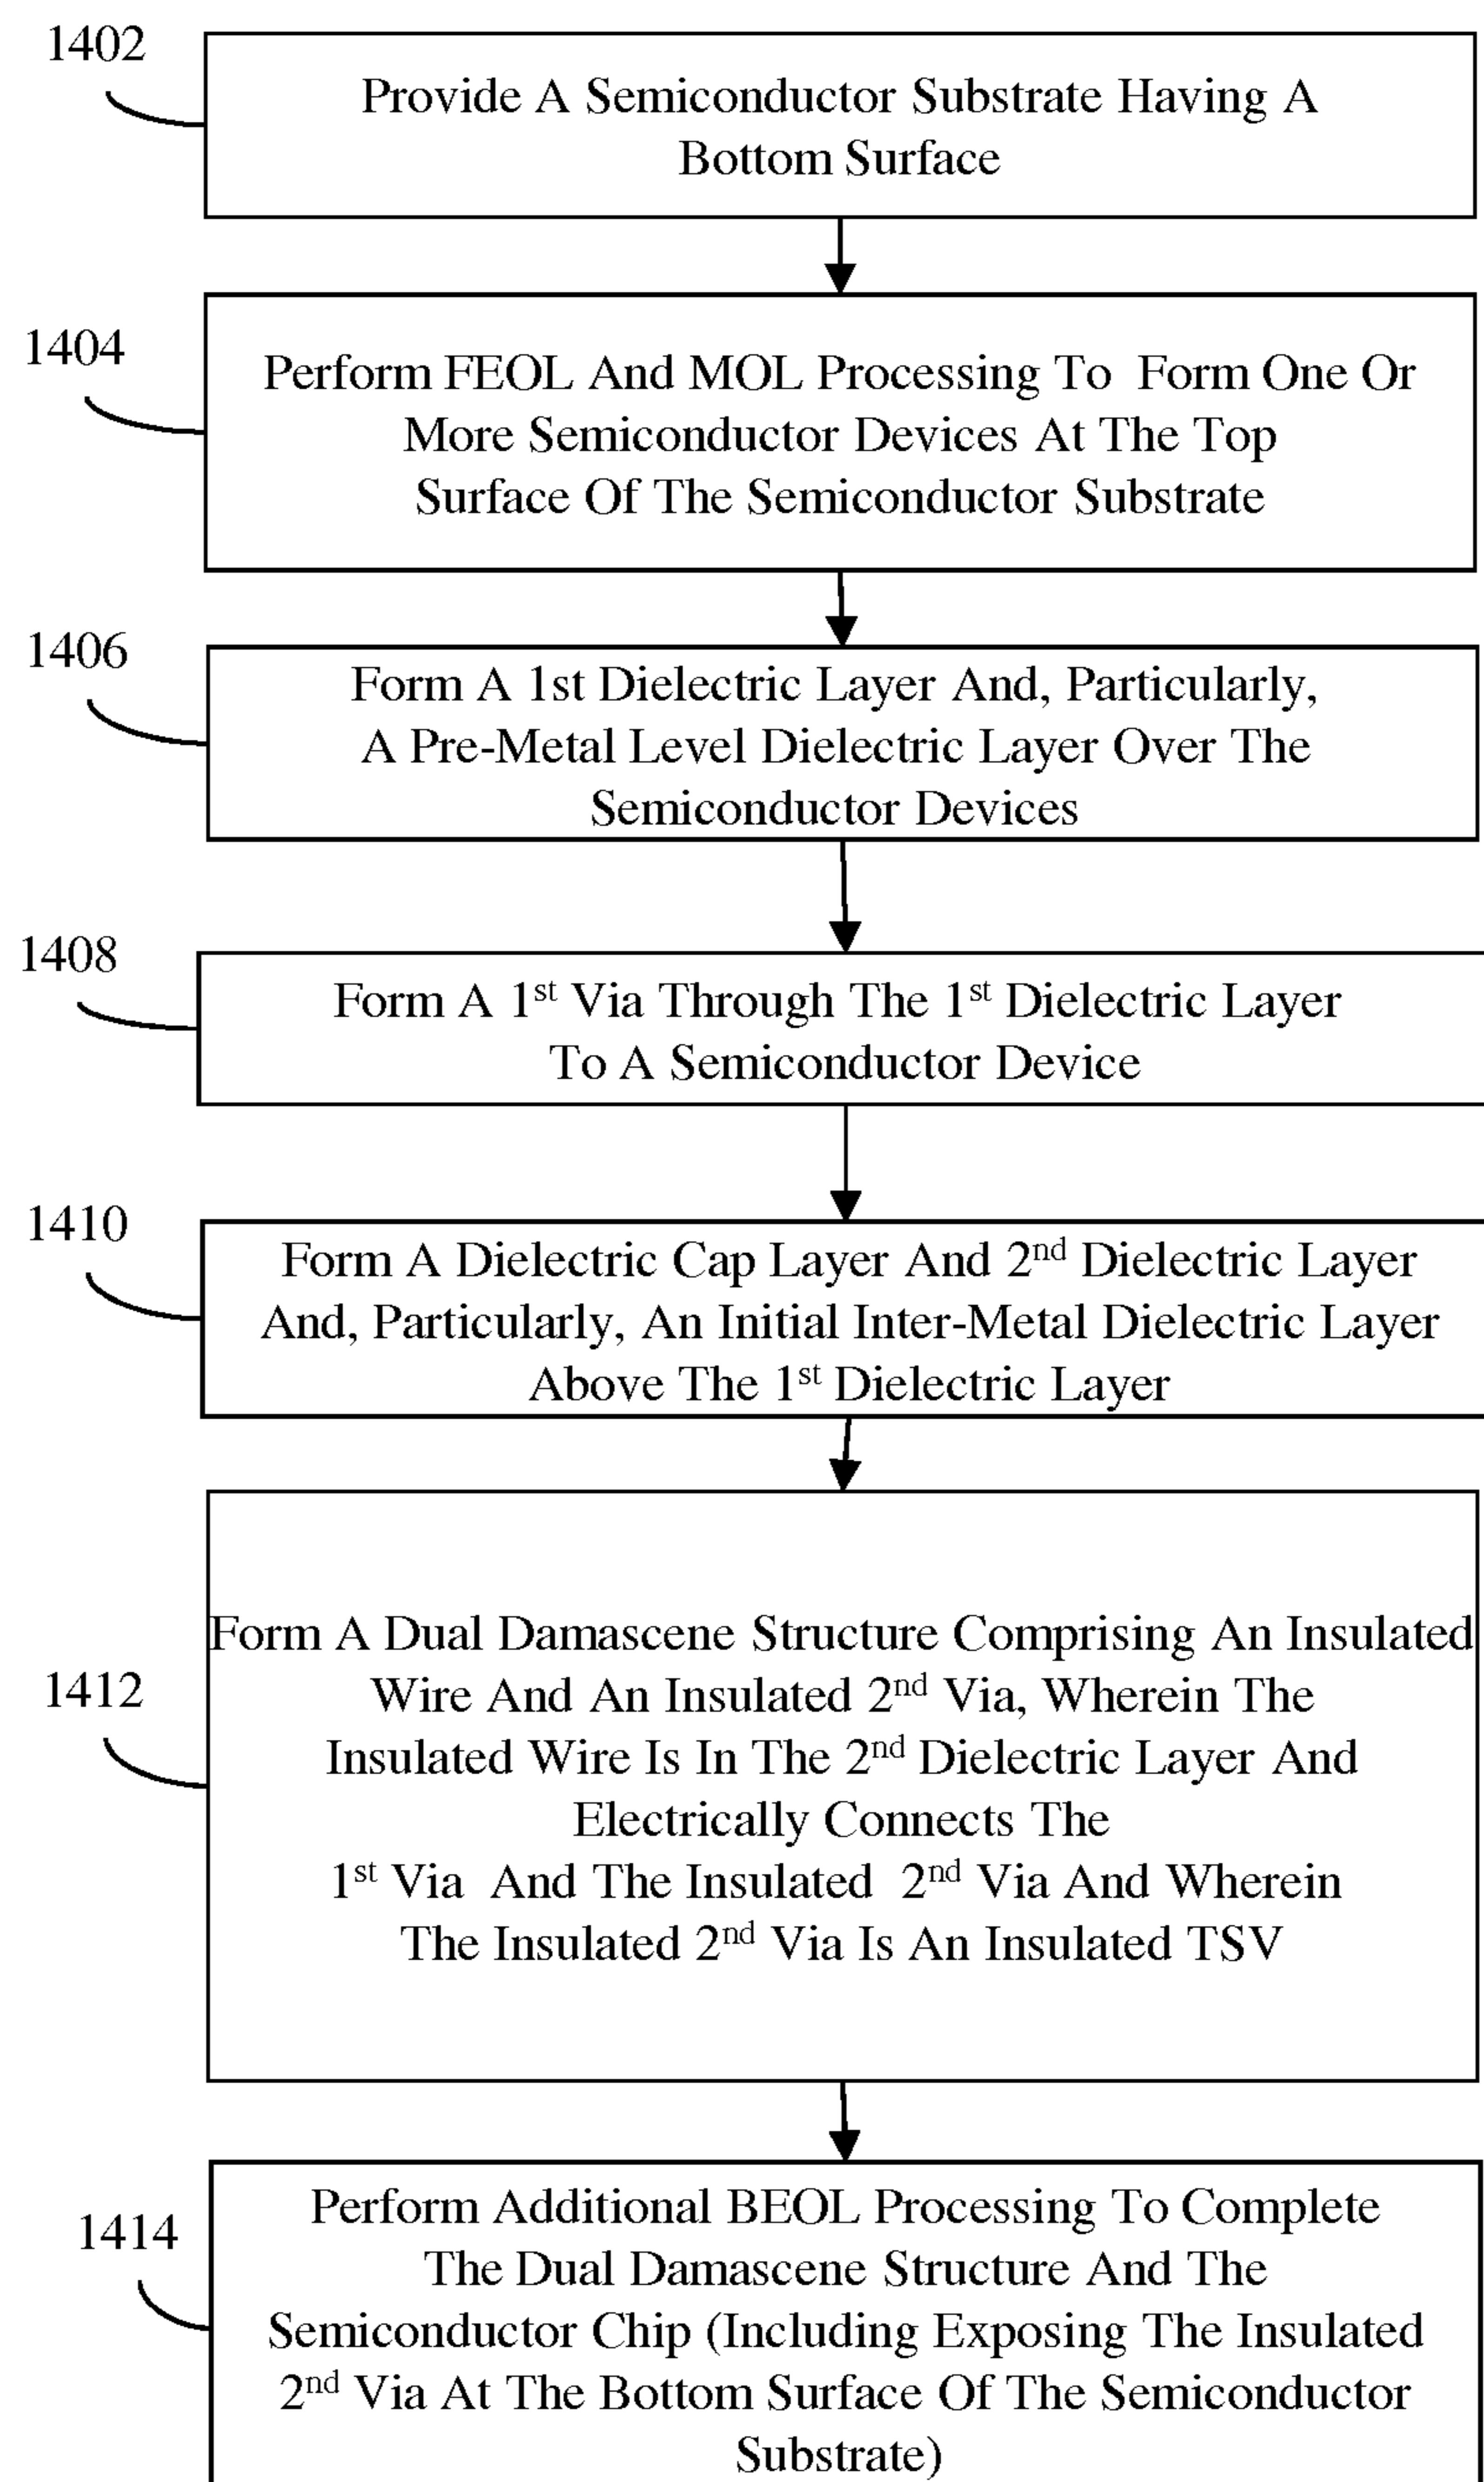 1402
Provide A Semiconductor Substrate Having A
Bottom Surface
1404
Perform FEOL And MOL Processing To Form One Or
More Semiconductor Devices At The Top
Surface Of The Semiconductor Substrate
1406
Form A 1st Dielectric Layer And, Particularly,
A Pre-Metal Level Dielectric Layer Over The
Semiconductor Devices
1408
Form A 1st Via Through The 1st Dielectric Layer
To A Semiconductor Device
1410
Form A Dielectric Cap Layer And 2nd Dielectric Layer
And, Particularly, An Initial Inter-Metal Dielectric Layer
Above The 1st Dielectric Layer
1412
Form A Dual Damascene Structure Comprising An Insulated
Wire And An Insulated 2nd Via, Wherein The
Insulated Wire Is In The 2nd Dielectric Layer And
Electrically Connects The
1st Via And The Insulated 2nd Via And Wherein
The Insulated 2nd Via Is An Insulated TSV
1414
Perform Additional BEOL Processing To Complete
The Dual Damascene Structure And The
Semiconductor Chip (Including Exposing The Insulated
2nd Via At The Bottom Surface Of The Semiconductor
Substrate)